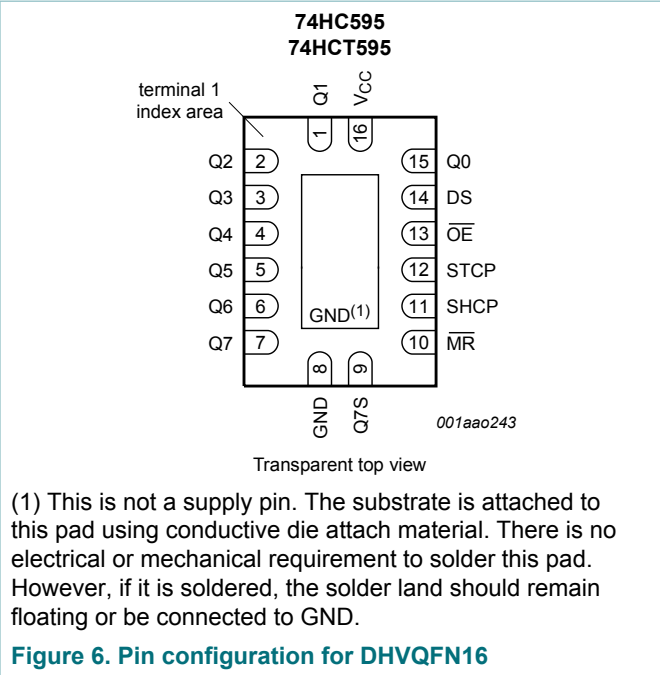 74HC595
74HCT595
terminal 1
index area
Q1
VCC
1
16
Q2 2
15 Q0
Q3 3
14 DS
Q4 4
13 OE
Q5 5
12 STCP
Q6 6
11 SHCP
GND(1)
Q7 7
10 MR
8
9
GND
Q7S
001aao243
Transparent top view
(1) This is not a supply pin. The substrate is attached to
this pad using conductive die attach material. There is no
electrical or mechanical requirement to solder this pad.
However, if it is soldered, the solder land should remain
floating or be connected to GND.
Figure 6. Pin configuration for DHVQFN16